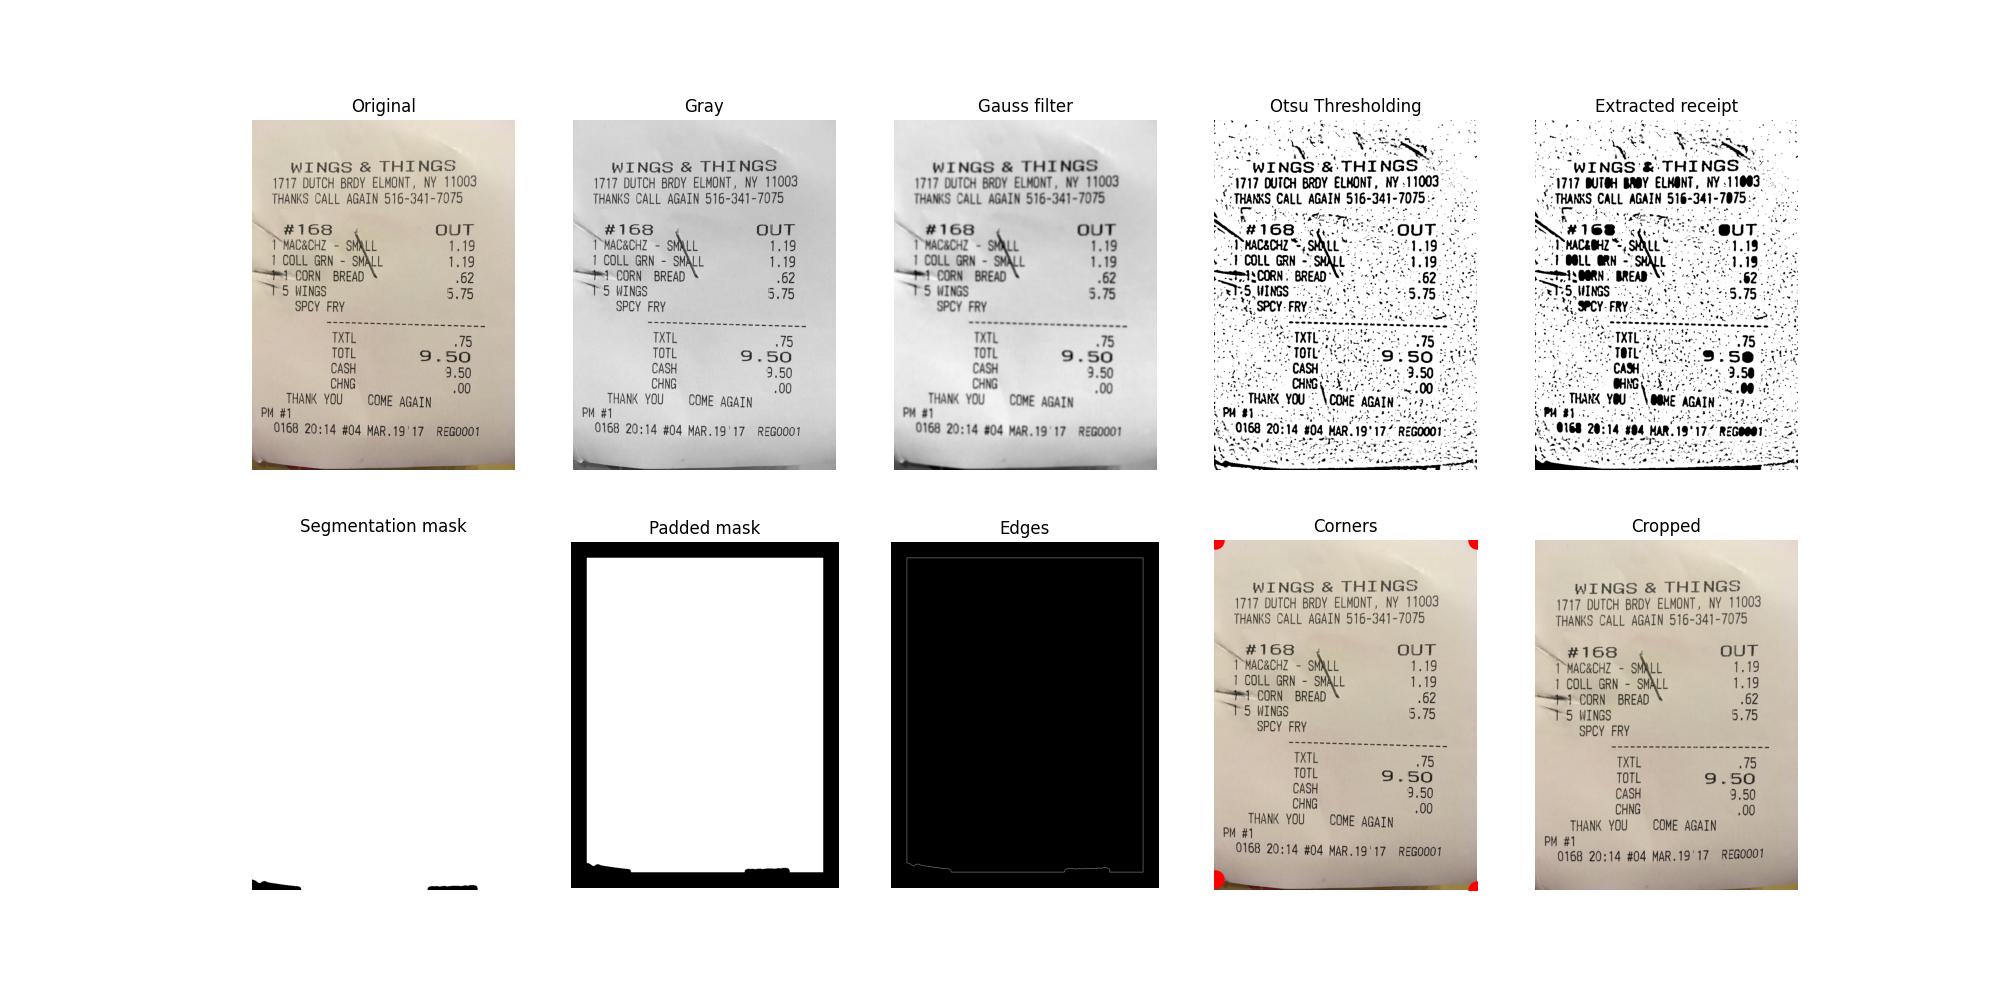 Original
WINGS & THINGS
1717 DUTCH BRDY ELMONT, NY 11003
THANKS CALL AGAIN 516-341-7075
#168 OUT
1 MAC&CHZ - SMALL 1.19
1 COLL GRN - SMALL 1.19
1 1 CORN BREAD .62
1 5 WINGS 5.75
SPCY FRY
TXTL .75
TOTL 9.50
CASH 9.50
CHNG .00
THANK YOU COME AGAIN
PM #1
0168 20:14 #04 MAR.19'17 REG0001
Gray
WINGS & THINGS
1717 DUTCH BRDY ELMONT, NY 11003
THANKS CALL AGAIN 516-341-7075
#168 OUT
1 MAC&CHZ - SMALL 1.19
1 COLL GRN - SMALL 1.19
1 1 CORN BREAD .62
1 5 WINGS 5.75
SPCY FRY
TXTL .75
TOTL 9.50
CASH 9.50
CHNG .00
THANK YOU COME AGAIN
PM #1
0168 20:14 #04 MAR.19'17 REG0001
Gauss filter
WINGS & THINGS
1717 DUTCH BRDY ELMONT, NY 11003
THANKS CALL AGAIN 516-341-7075
#168 OUT
1 MAC&CHZ - SMALL 1.19
1 COLL GRN - SMALL 1.19
1 1 CORN BREAD .62
1 5 WINGS 5.75
SPCY FRY
TXTL .75
TOTL 9.50
CASH 9.50
CHNG .00
THANK YOU COME AGAIN
PM #1
0168 20:14 #04 MAR.19'17 REG0001
Otsu Thresholding
WINGS & THINGS
1717 DUTCH BRDY ELMONT, NY 11003
THANKS CALL AGAIN 516-341-7075
#168 OUT
1 MAC&CHZ - SMALL 1.19
1 COLL GRN - SMALL 1.19
1 1 CORN BREAD .62
1 5 WINGS 5.75
SPCY FRY
TXTL .75
TOTL 9.50
CASH 9.50
CHNG .00
THANK YOU COME AGAIN
PM #1
0168 20:14 #04 MAR.19'17 REG0001
Extracted receipt
WINGS & THINGS
1717 DUTCH BRDY ELMONT, NY 11003
THANKS CALL AGAIN 516-341-7075
#168 OUT
1 MAC&CHZ - SMALL 1.19
1 COLL GRN - SMALL 1.19
1 1 CORN BREAD .62
1 5 WINGS 5.75
SPCY FRY
TXTL .75
TOTL 9.50
CASH 9.50
CHNG .00
THANK YOU COME AGAIN
PM #1
0168 20:14 #04 MAR.19'17 REG0001
Segmentation mask
Padded mask
Edges
Corners
WINGS & THINGS
1717 DUTCH BRDY ELMONT, NY 11003
THANKS CALL AGAIN 516-341-7075
#168 OUT
1 MAC&CHZ - SMALL 1.19
1 COLL GRN - SMALL 1.19
1 1 CORN BREAD .62
1 5 WINGS 5.75
SPCY FRY
TXTL .75
TOTL 9.50
CASH 9.50
CHNG .00
THANK YOU COME AGAIN
PM #1
0168 20:14 #04 MAR.19'17 REG0001
Cropped
WINGS & THINGS
1717 DUTCH BRDY ELMONT, NY 11003
THANKS CALL AGAIN 516-341-7075
#168 OUT
1 MAC&CHZ - SMALL 1.19
1 COLL GRN - SMALL 1.19
1 1 CORN BREAD .62
1 5 WINGS 5.75
SPCY FRY
TXTL .75
TOTL 9.50
CASH 9.50
CHNG .00
THANK YOU COME AGAIN
PM #1
0168 20:14 #04 MAR.19'17 REG0001